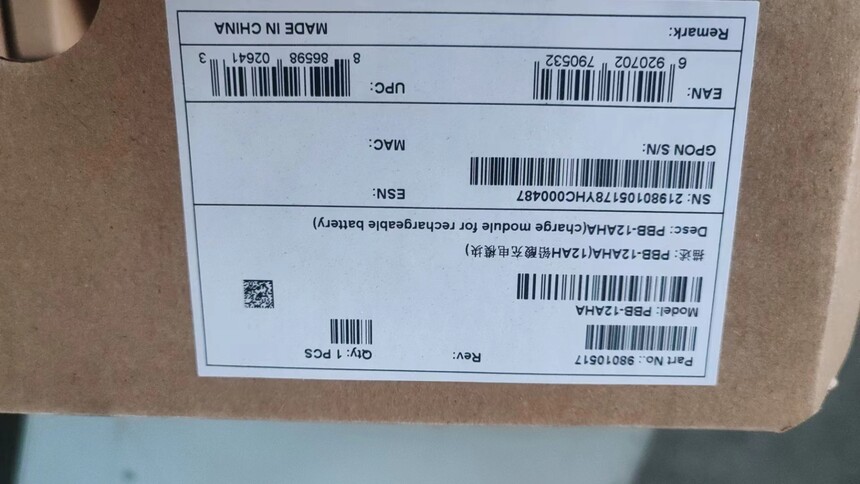 Part No.: 98010517
Rev:
Qty: 1 PCS
Model: PBB-12AHA
描述: PBB-12AHA(12AH铅酸充电模块)
Desc: PBB-12AHA(charge module for rechargeable battery)
SN: 21980105178YHC000487
ESN:
GPON S/N:
MAC:
EAN:
6 920702 790532
UPC:
8 86598 02641 3
Remark:
MADE IN CHINA